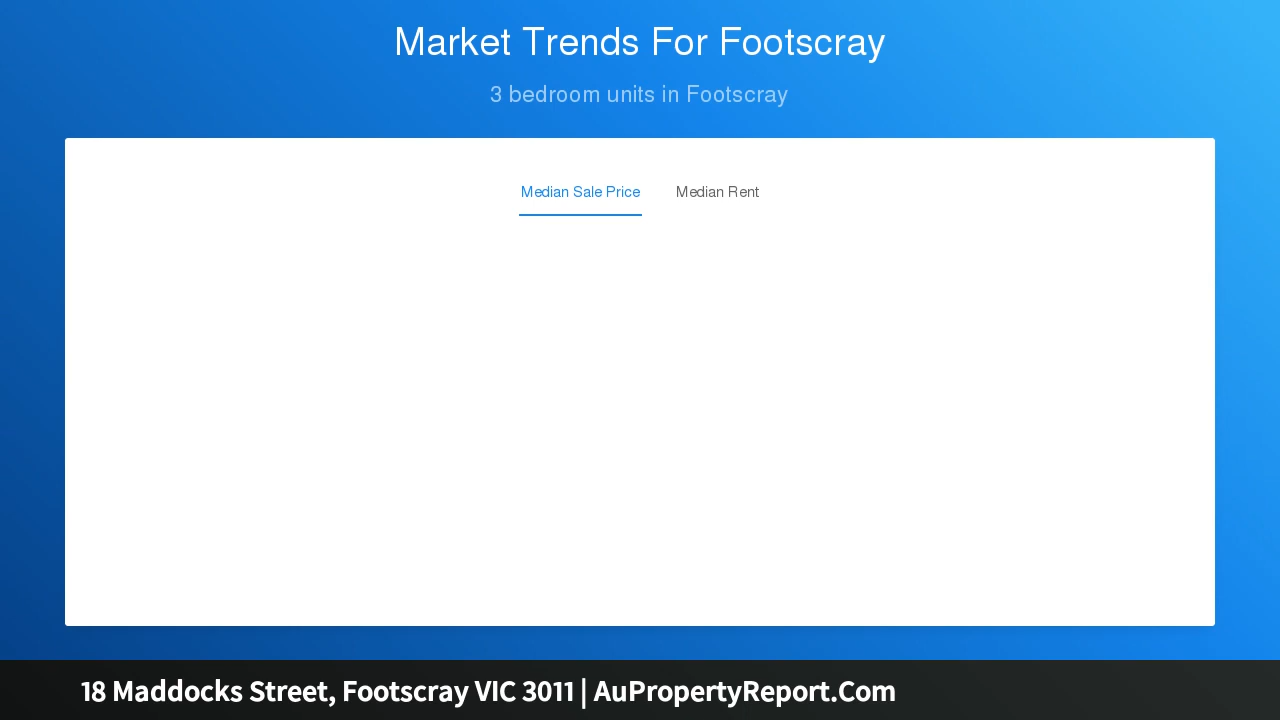 Market Trends For Footscray
3 bedroom units in Footscray
Median Sale Price Median Rent
18 Maddocks Street, Footscray VIC 3011 | AuPropertyReport.Com